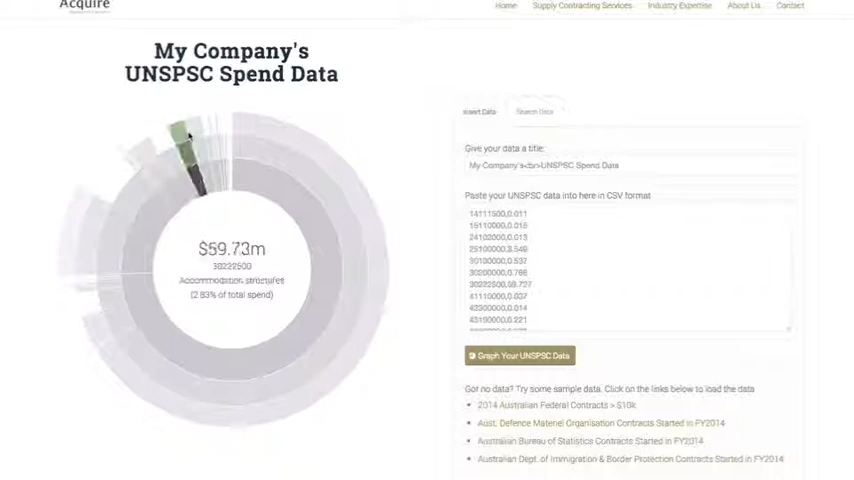 Acquire
Home Supply Contracting Services Industry Expertise About Us Contact
My Company's
UNSPSC Spend Data
$59.73m
30222500
Accommodation structures
(2.83% of total spend)
Insert Data Search Data
Give your data a title:
My Company's<br>UNSPSC Spend Data
Paste your UNSPSC data into here in CSV format
14111500,0.011
15110000,0.015
24102000,0.013
25100000,3.549
30100000,0.537
30200000,0.766
30222500,59.727
41110000,0.037
42300000,0.014
43190000,0.221
Graph Your UNSPSC Data
Got no data? Try some sample data. Click on the links below to load the data
2014 Australian Federal Contracts > $10k
Aust. Defence Materiel Organisation Contracts Started in FY2014
Australian Bureau of Statistics Contracts Started in FY2014
Australian Dept. of Immigration & Border Protection Contracts Started in FY2014